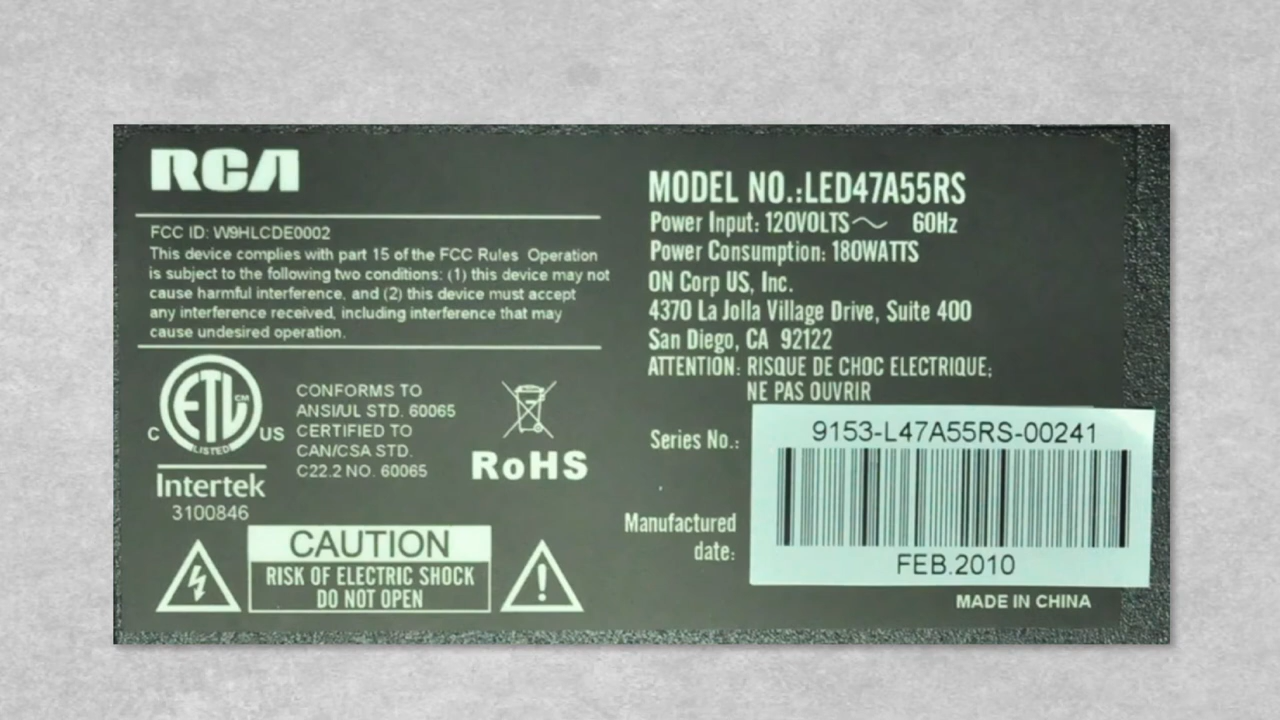 RCA
FCC ID: W9HLCDE0002
This device complies with part 15 of the FCC Rules Operation
is subject to the following two conditions: (1) this device may not
cause harmful interference, and (2) this device must accept
any interference received, including interference that may
cause undesired operation.
ETL CM
C US
LISTED
Intertek
3100846
CONFORMS TO
ANSI/UL STD. 60065
CERTIFIED TO
CAN/CSA STD.
C22.2 NO. 60065
RoHS
CAUTION
RISK OF ELECTRIC SHOCK
DO NOT OPEN
MODEL NO.:LED47A55RS
Power Input: 120VOLTS～ 60Hz
Power Consumption: 180WATTS
ON Corp US, Inc.
4370 La Jolla Village Drive, Suite 400
San Diego, CA 92122
ATTENTION: RISQUE DE CHOC ELECTRIQUE;
NE PAS OUVRIR
Series No.:
9153-L47A55RS-00241
Manufactured
date:
FEB.2010
MADE IN CHINA